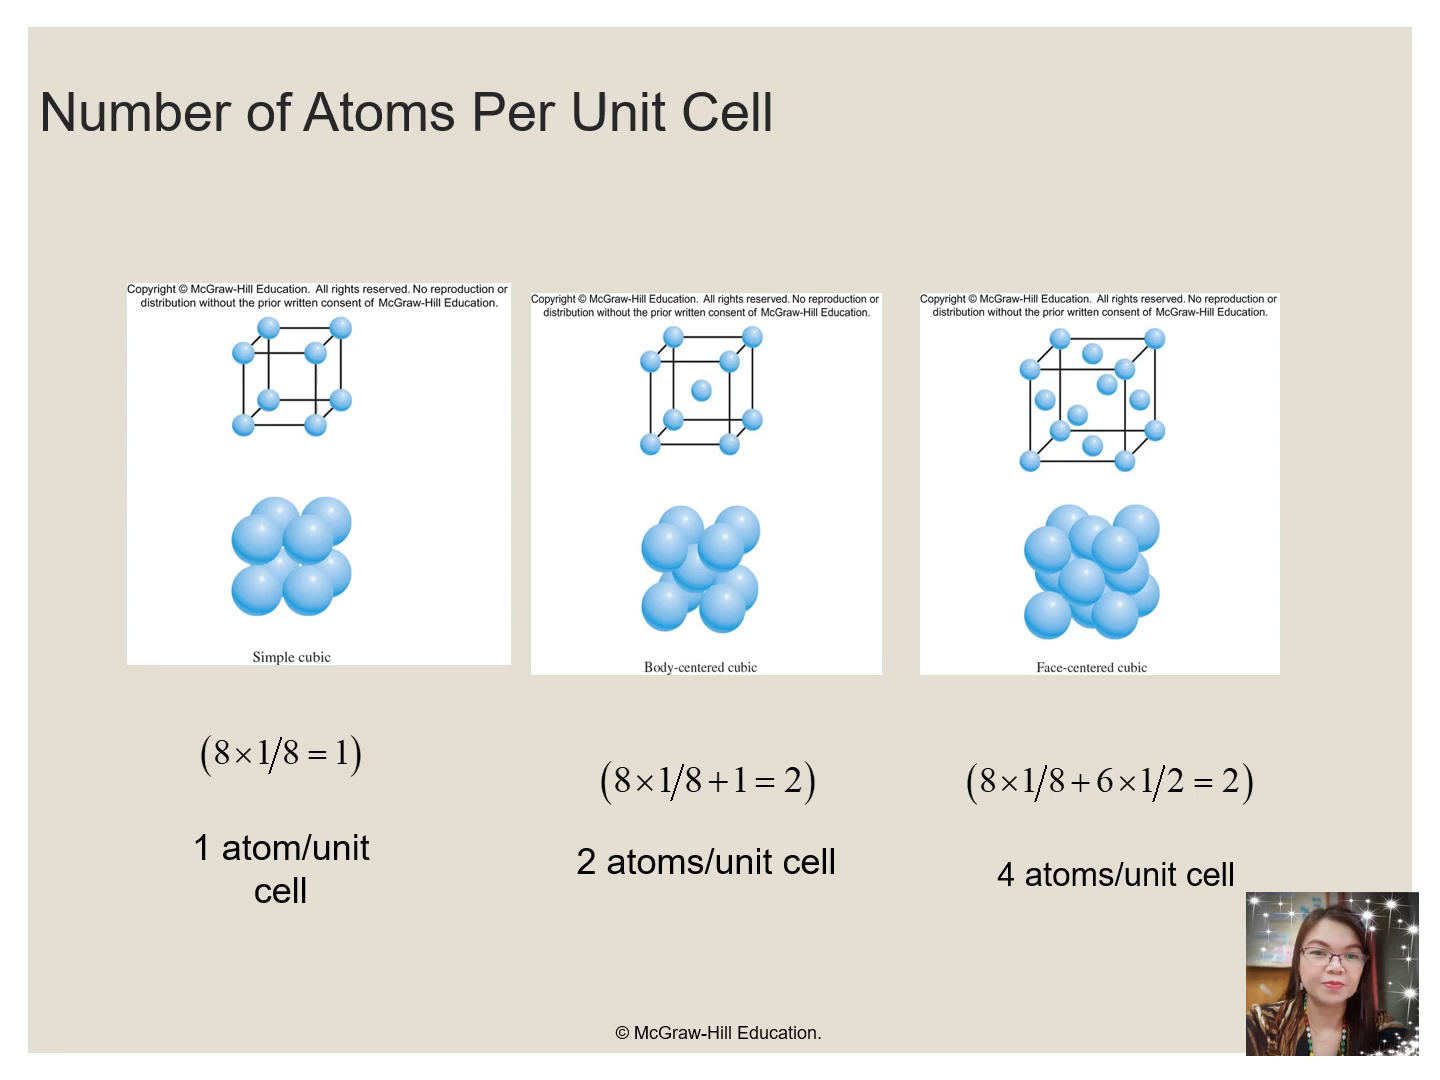 Number of Atoms Per Unit Cell
Copyright © McGraw-Hill Education. All rights reserved. No reproduction or
distribution without the prior written consent of McGraw-Hill Education.
Simple cubic
(8×1/8 = 1)
1 atom/unit
cell
Copyright © McGraw-Hill Education. All rights reserved. No reproduction or
distribution without the prior written consent of McGraw-Hill Education.
Body-centered cubic
(8×1/8+1 = 2)
2 atoms/unit cell
Copyright © McGraw-Hill Education. All rights reserved. No reproduction or
distribution without the prior written consent of McGraw-Hill Education.
Face-centered cubic
(8×1/8+6×1/2 = 2)
4 atoms/unit cell
© McGraw-Hill Education.